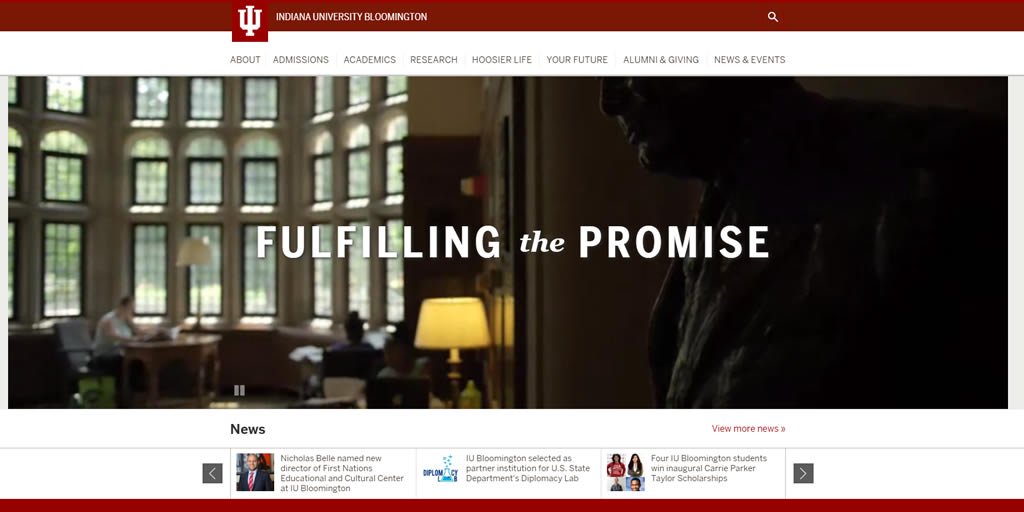 INDIANA UNIVERSITY BLOOMINGTON
ABOUT ADMISSIONS ACADEMICS RESEARCH HOOSIER LIFE YOUR FUTURE ALUMNI & GIVING NEWS & EVENTS
FULFILLING the PROMISE
News
View more news »
Nicholas Belle named new
director of First Nations
Educational and Cultural Center
at IU Bloomington
DIPLOMACY
LAB
IU Bloomington selected as
partner institution for U.S. State
Department's Diplomacy Lab
Four IU Bloomington students
win inaugural Carrie Parker
Taylor Scholarships